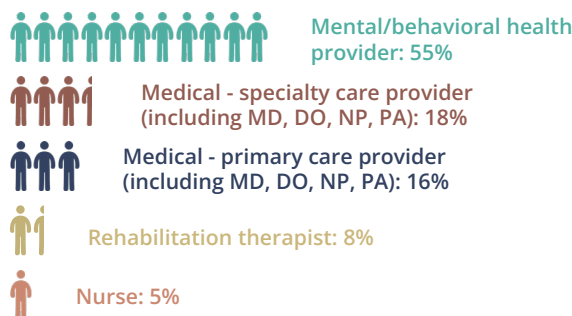 Mental/behavioral health
provider: 55%
Medical - specialty care provider
(including MD, DO, NP, PA): 18%
Medical - primary care provider
(including MD, DO, NP, PA): 16%
Rehabilitation therapist: 8%
Nurse: 5%